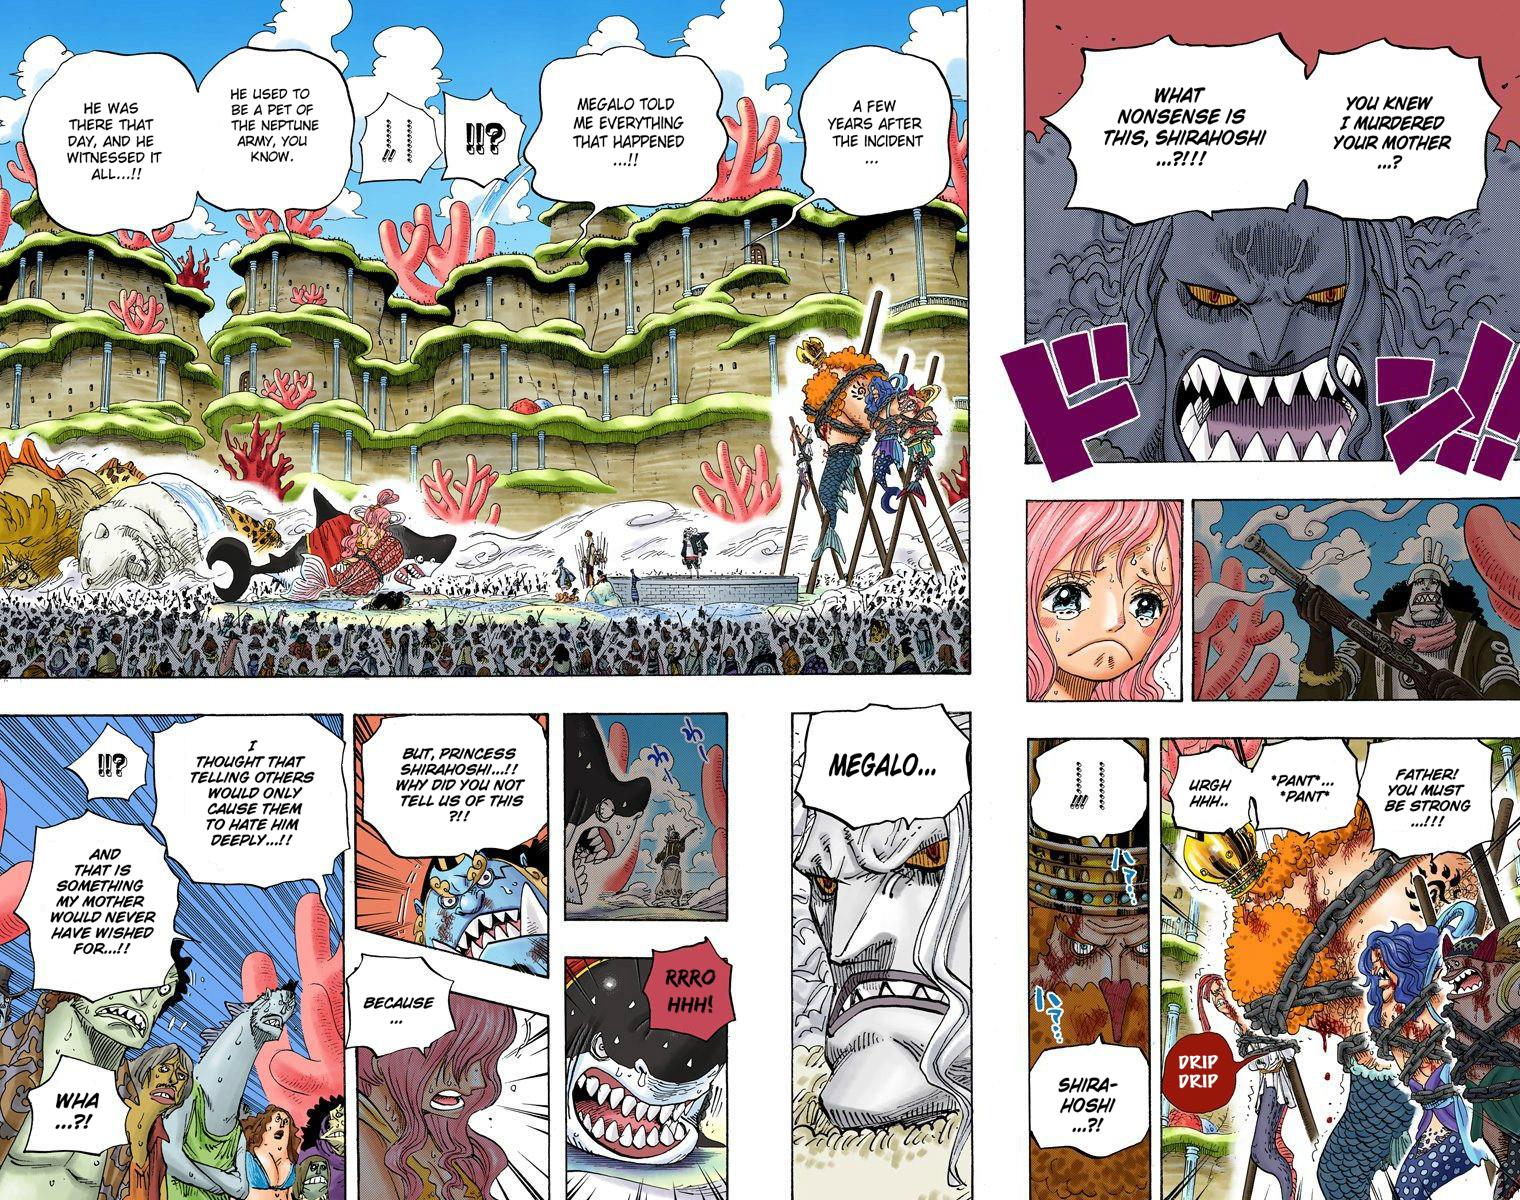 YOU KNEW
I MURDERED
YOUR MOTHER
...?
WHAT
NONSENSE IS
THIS, SHIRAHOSHI
...?!!!
ドン!!
FATHER!
YOU MUST
BE STRONG
...!!!
*PANT*...
*PANT*
URGH
HHH..
DRIP
DRIP
!!!
ハァ…
ハァ…
SHIRA-
HOSHI
...?!
A FEW
YEARS AFTER
THE INCIDENT
...
MEGALO TOLD
ME EVERYTHING
THAT HAPPENED
...!!
!!?
!!
HE USED TO
BE A PET OF
THE NEPTUNE
ARMY, YOU
KNOW.
HE WAS
THERE THAT
DAY, AND HE
WITNESSED IT
ALL...!!
MEGALO...
RRRO
HHH!
BUT, PRINCESS
SHIRAHOSHI...!!
WHY DID YOU NOT
TELL US OF THIS
?!!
BECAUSE
...
I
THOUGHT THAT
TELLING OTHERS
WOULD ONLY
CAUSE THEM
TO HATE HIM
DEEPLY...!!
!!?
AND
THAT IS
SOMETHING
MY MOTHER
WOULD NEVER
HAVE WISHED
FOR...!!
WHA
...?!